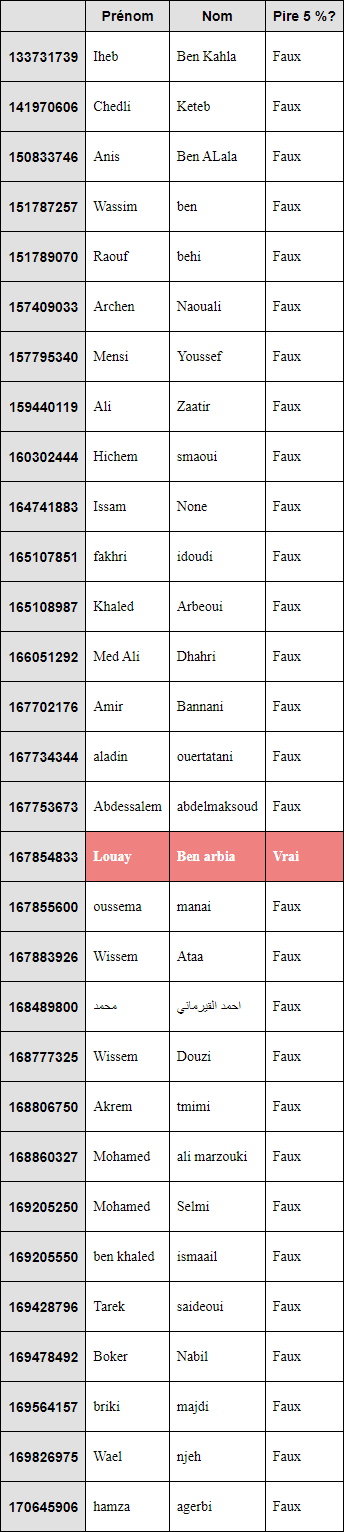 Prénom Nom Pire 5 %?
133731739 Iheb Ben Kahla Faux
141970606 Chedli Keteb Faux
150833746 Anis Ben ALala Faux
151787257 Wassim ben Faux
151789070 Raouf behi Faux
157409033 Archen Naouali Faux
157795340 Mensi Youssef Faux
159440119 Ali Zaatir Faux
160302444 Hichem smaoui Faux
164741883 Issam None Faux
165107851 fakhri idoudi Faux
165108987 Khaled Arbeoui Faux
166051292 Med Ali Dhahri Faux
167702176 Amir Bannani Faux
167734344 aladin ouertatani Faux
167753673 Abdessalem abdelmaksoud Faux
167854833 Louay Ben arbia Vrai
167855600 oussema manai Faux
167883926 Wissem Ataa Faux
168489800 محمد احمد القيرماني Faux
168777325 Wissem Douzi Faux
168806750 Akrem tmimi Faux
168860327 Mohamed ali marzouki Faux
169205250 Mohamed Selmi Faux
169205550 ben khaled ismaail Faux
169428796 Tarek saideoui Faux
169478492 Boker Nabil Faux
169564157 briki majdi Faux
169826975 Wael njeh Faux
170645906 hamza agerbi Faux